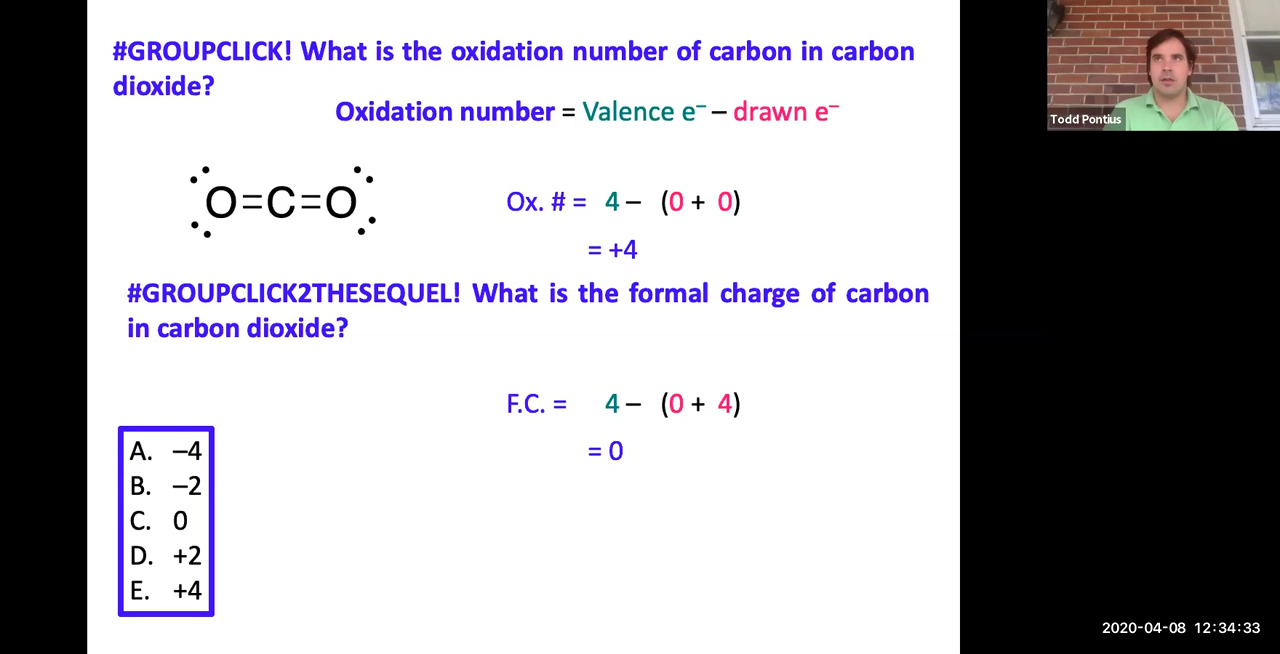 #GROUPCLICK! What is the oxidation number of carbon in carbon
dioxide?
Oxidation number = Valence e⁻ – drawn e⁻
O=C=O
Ox. # = 4 – (0 + 0)
= +4
#GROUPCLICK2THESEQUEL! What is the formal charge of carbon
in carbon dioxide?
F.C. = 4 – (0 + 4)
= 0
A. –4
B. –2
C. 0
D. +2
E. +4
Todd Pontius
2020-04-08 12:34:33